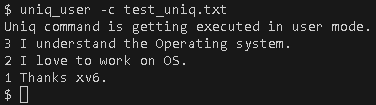 $ uniq_user -c test_uniq.txt
Uniq command is getting executed in user mode.
3 I understand the Operating system.
2 I love to work on OS.
1 Thanks xv6.
$